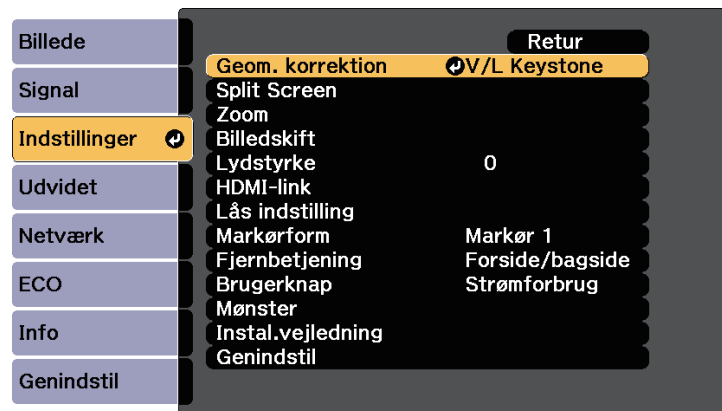 Billede
Signal
Indstillinger
Udvidet
Netværk
ECO
Info
Genindstil
Retur
Geom. korrektion V/L Keystone
Split Screen
Zoom
Billedskift
Lydstyrke 0
HDMI-link
Lås indstilling
Markørform Markør 1
Fjernbetjening Forside/bagside
Brugerknap Strømforbrug
Mønster
Instal.vejledning
Genindstil